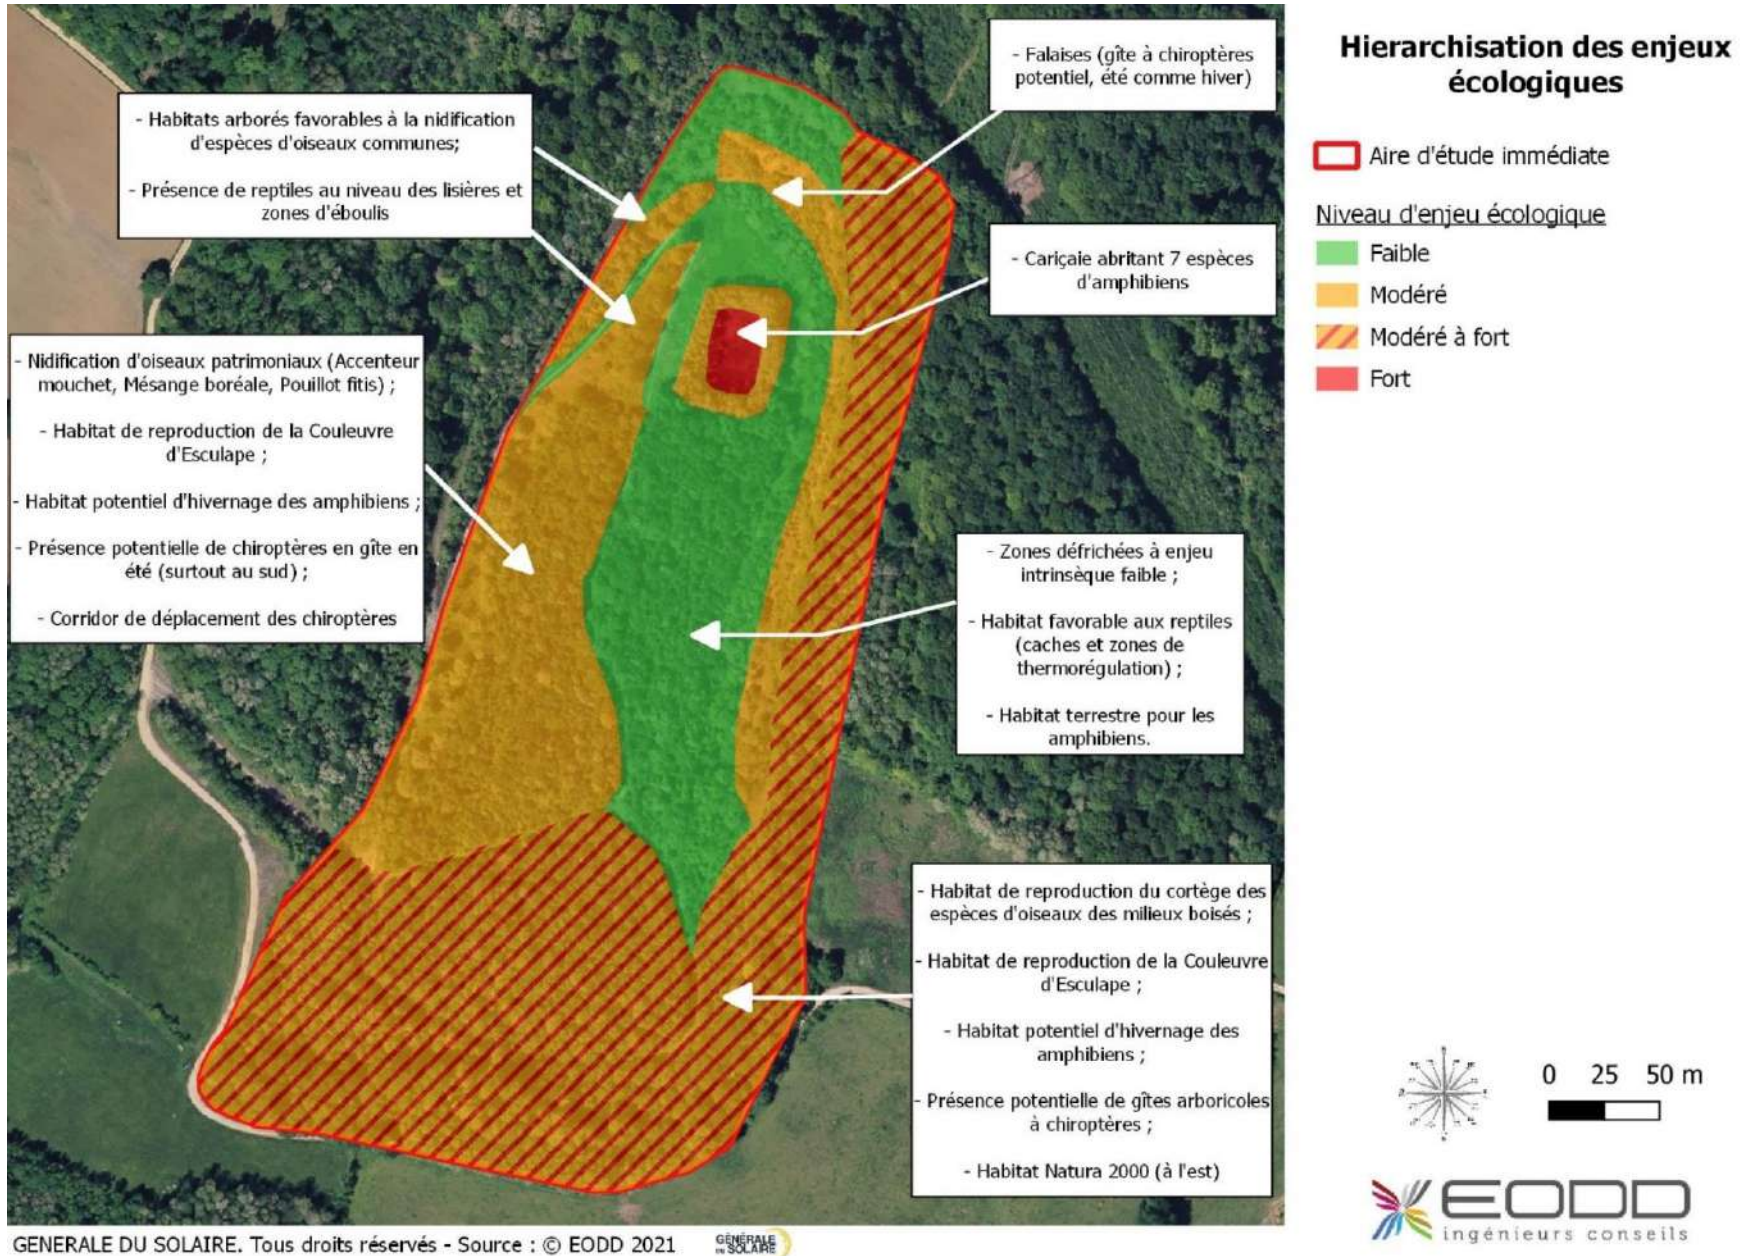 Hierarchisation des enjeux
écologiques
Aire d'étude immédiate
Niveau d'enjeu écologique
Faible
Modéré
Modéré à fort
Fort
- Falaises (gîte à chiroptères
potentiel, été comme hiver)
- Habitats arborés favorables à la nidification
d'espèces d'oiseaux communes;
- Présence de reptiles au niveau des lisières et
zones d'éboulis
- Cariçaie abritant 7 espèces
d'amphibiens
- Nidification d'oiseaux patrimoniaux (Accenteur
mouchet, Mésange boréale, Pouillot fitis) ;
- Habitat de reproduction de la Couleuvre
d'Esculape ;
- Habitat potentiel d'hivernage des amphibiens ;
- Présence potentielle de chiroptères en gîte en
été (surtout au sud) ;
- Corridor de déplacement des chiroptères
- Zones défrichées à enjeu
intrinsèque faible ;
- Habitat favorable aux reptiles
(caches et zones de
thermorégulation) ;
- Habitat terrestre pour les
amphibiens.
- Habitat de reproduction du cortège des
espèces d'oiseaux des milieux boisés ;
- Habitat de reproduction de la Couleuvre
d'Esculape ;
- Habitat potentiel d'hivernage des
amphibiens ;
- Présence potentielle de gîtes arboricoles
à chiroptères ;
- Habitat Natura 2000 (à l'est)
0 25 50 m
EODD
ingénieurs conseils
GENERALE DU SOLAIRE. Tous droits réservés - Source : © EODD 2021
GÉNÉRALE
DU SOLAIRE